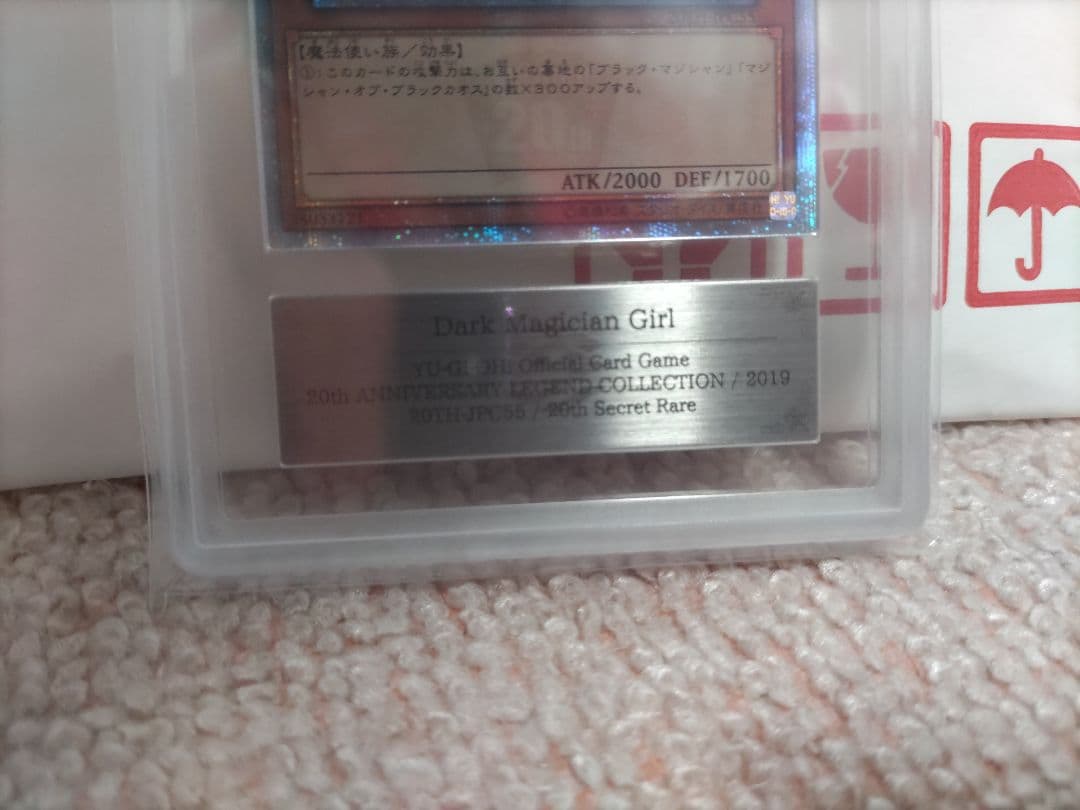 【魔法使い族／効果】
①：このカードの攻撃力は、お互いの墓地の「ブラック・マジシャン」「マジ
シャン・オブ・ブラックカオス」の数×300アップする。
20th
ATK/2000 DEF/1700
Dark Magician Girl
YU-GI-OH! Official Card Game
20th ANNIVERSARY LEGEND COLLECTION / 2019
20TH-JPC55 / 20th Secret Rare